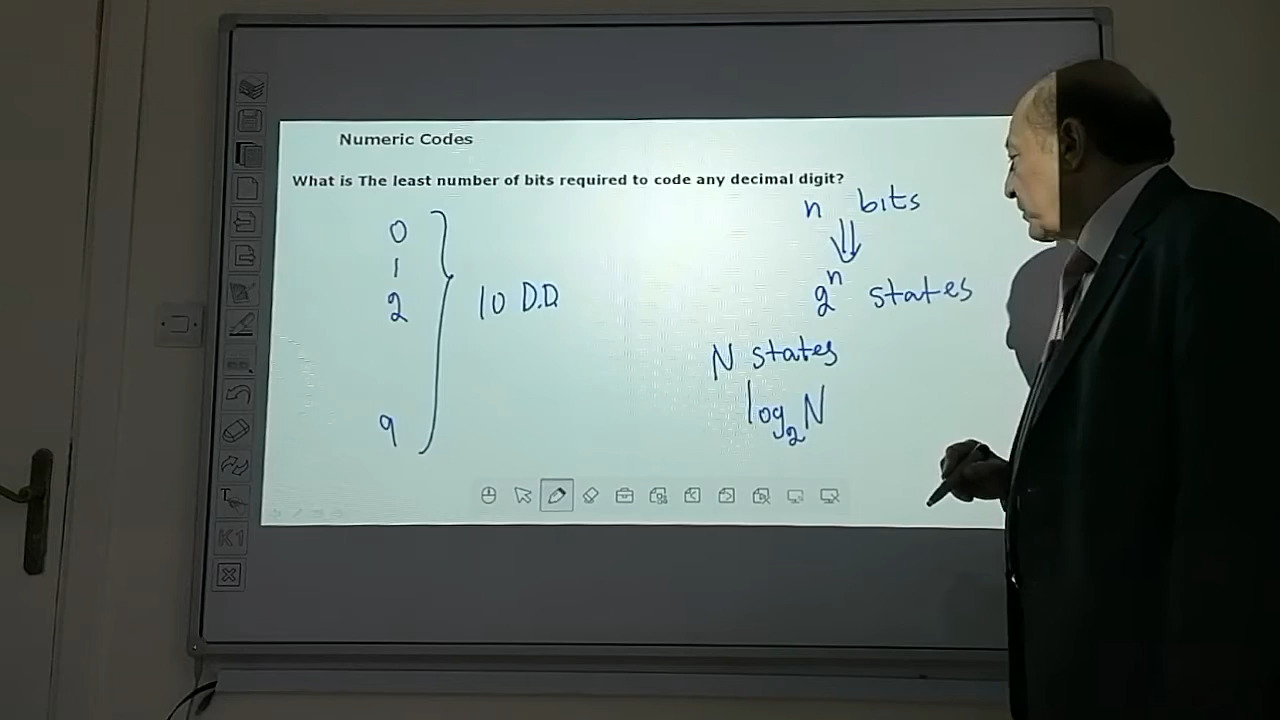 Numeric Codes
What is The least number of bits required to code any decimal digit?
n bits
0
1
2^n states
2
10 D.D
N states
log₂N
9
K1